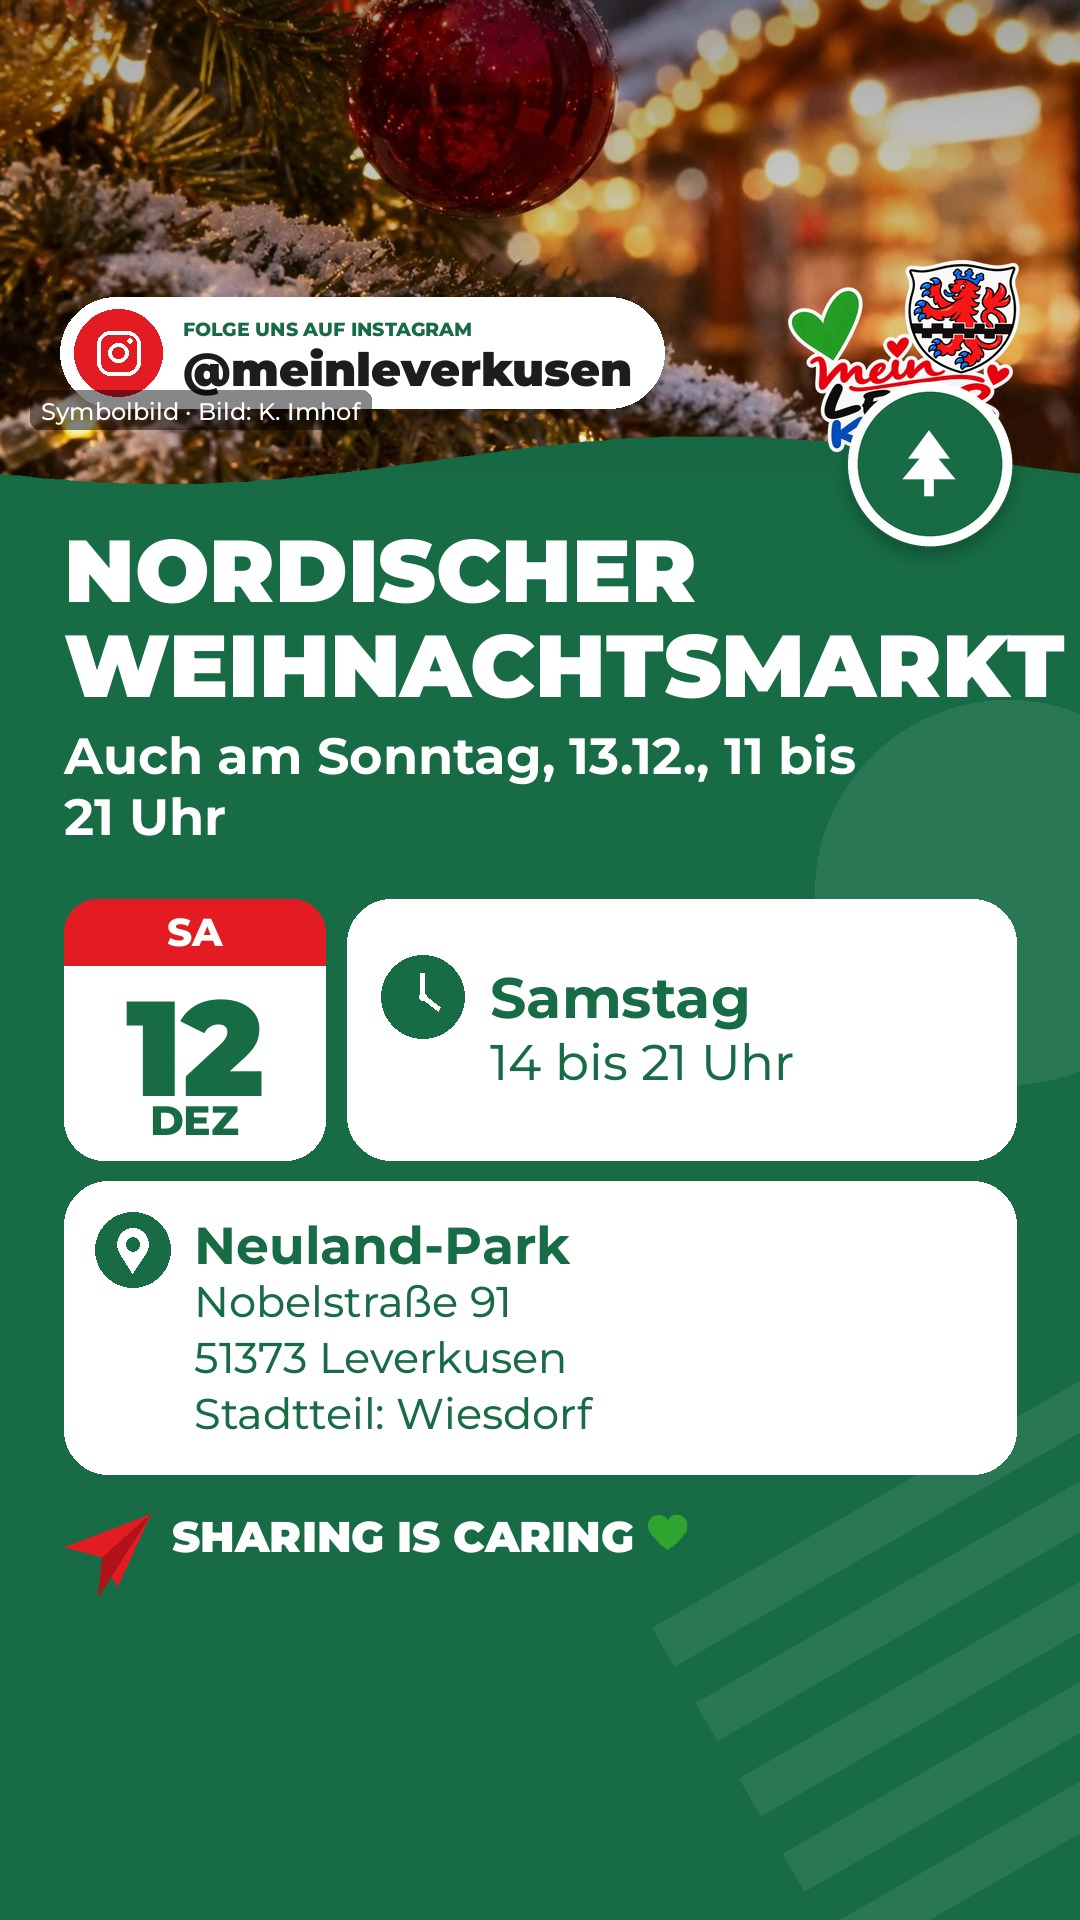 FOLGE UNS AUF INSTAGRAM
@meinleverkusen
Symbolbild · Bild: K. Imhof
mein
NORDISCHER
WEIHNACHTSMARKT
Auch am Sonntag, 13.12., 11 bis
21 Uhr
SA
12
DEZ
Samstag
14 bis 21 Uhr
Neuland-Park
Nobelstraße 91
51373 Leverkusen
Stadtteil: Wiesdorf
SHARING IS CARING